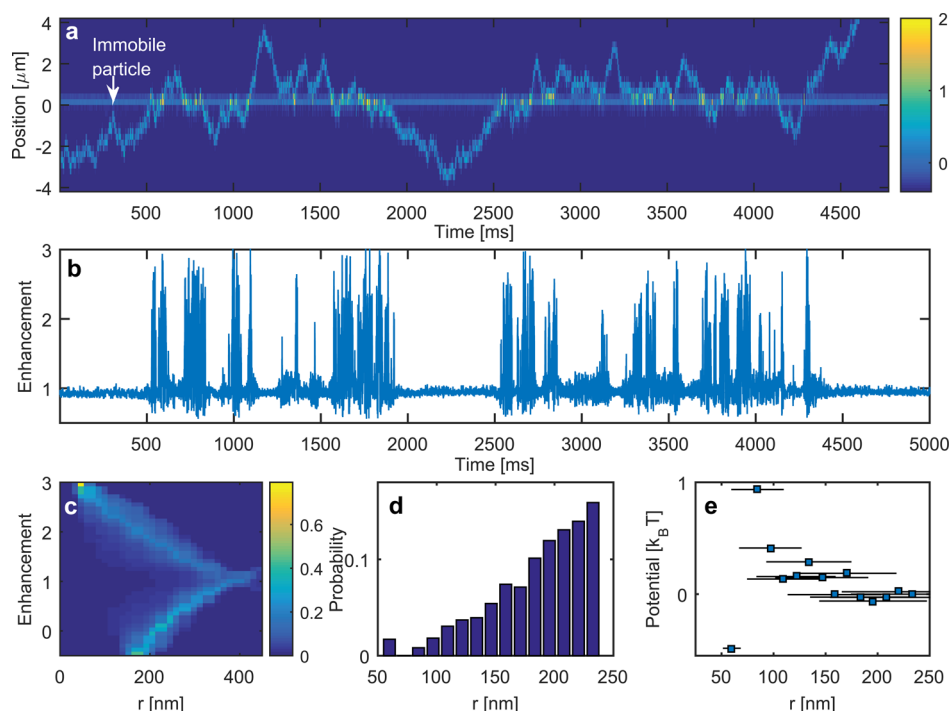 a
Immobile
particle
Position [μm]
4
2
0
-2
-4
500 1000 1500 2000 2500 3000 3500 4000 4500
Time [ms]
2
1
0
b
Enhancement
3
2
1
500 1000 1500 2000 2500 3000 3500 4000 4500 5000
Time [ms]
c
Enhancement
3
2
1
0
0 200 400
r [nm]
0.6
0.4
0.2
0
d
Probability
0.1
0
50 100 150 200 250
r [nm]
e
Potential [k_B T]
1
0
50 100 150 200 250
r [nm]